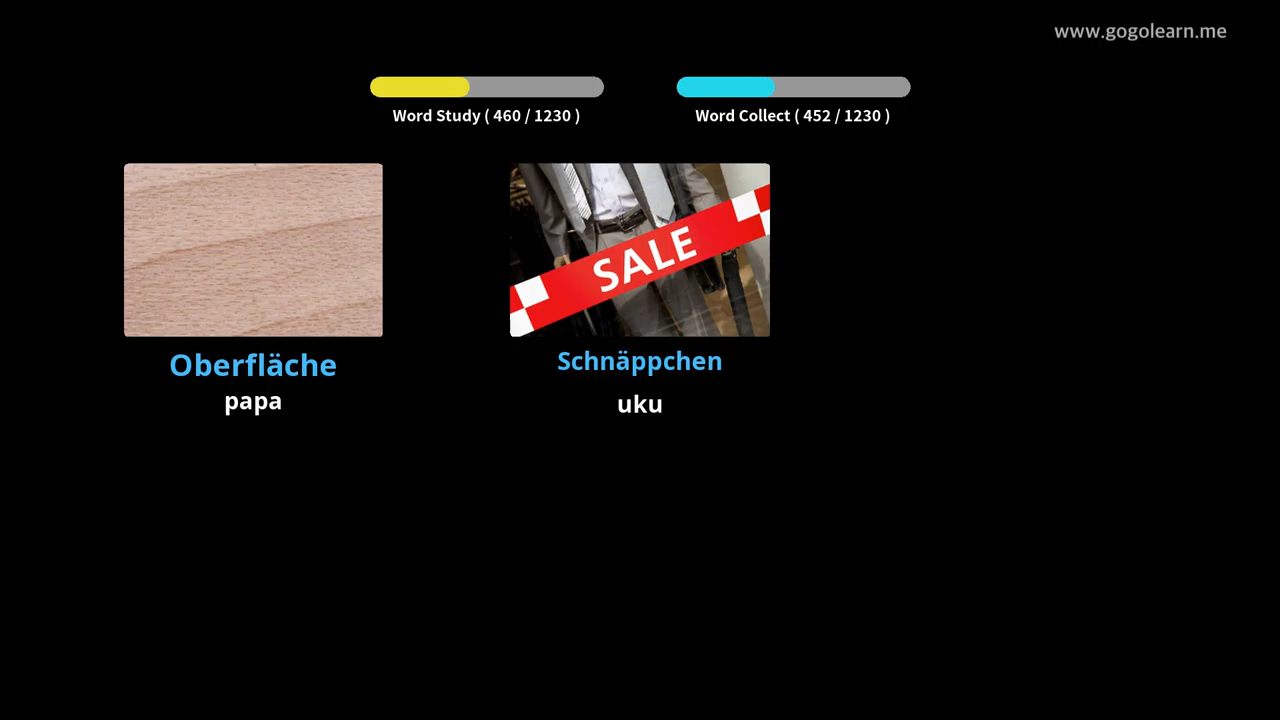 www.gogolearn.me
Word Study ( 460 / 1230 )
Word Collect ( 452 / 1230 )
SALE
Oberfläche
papa
Schnäppchen
uku